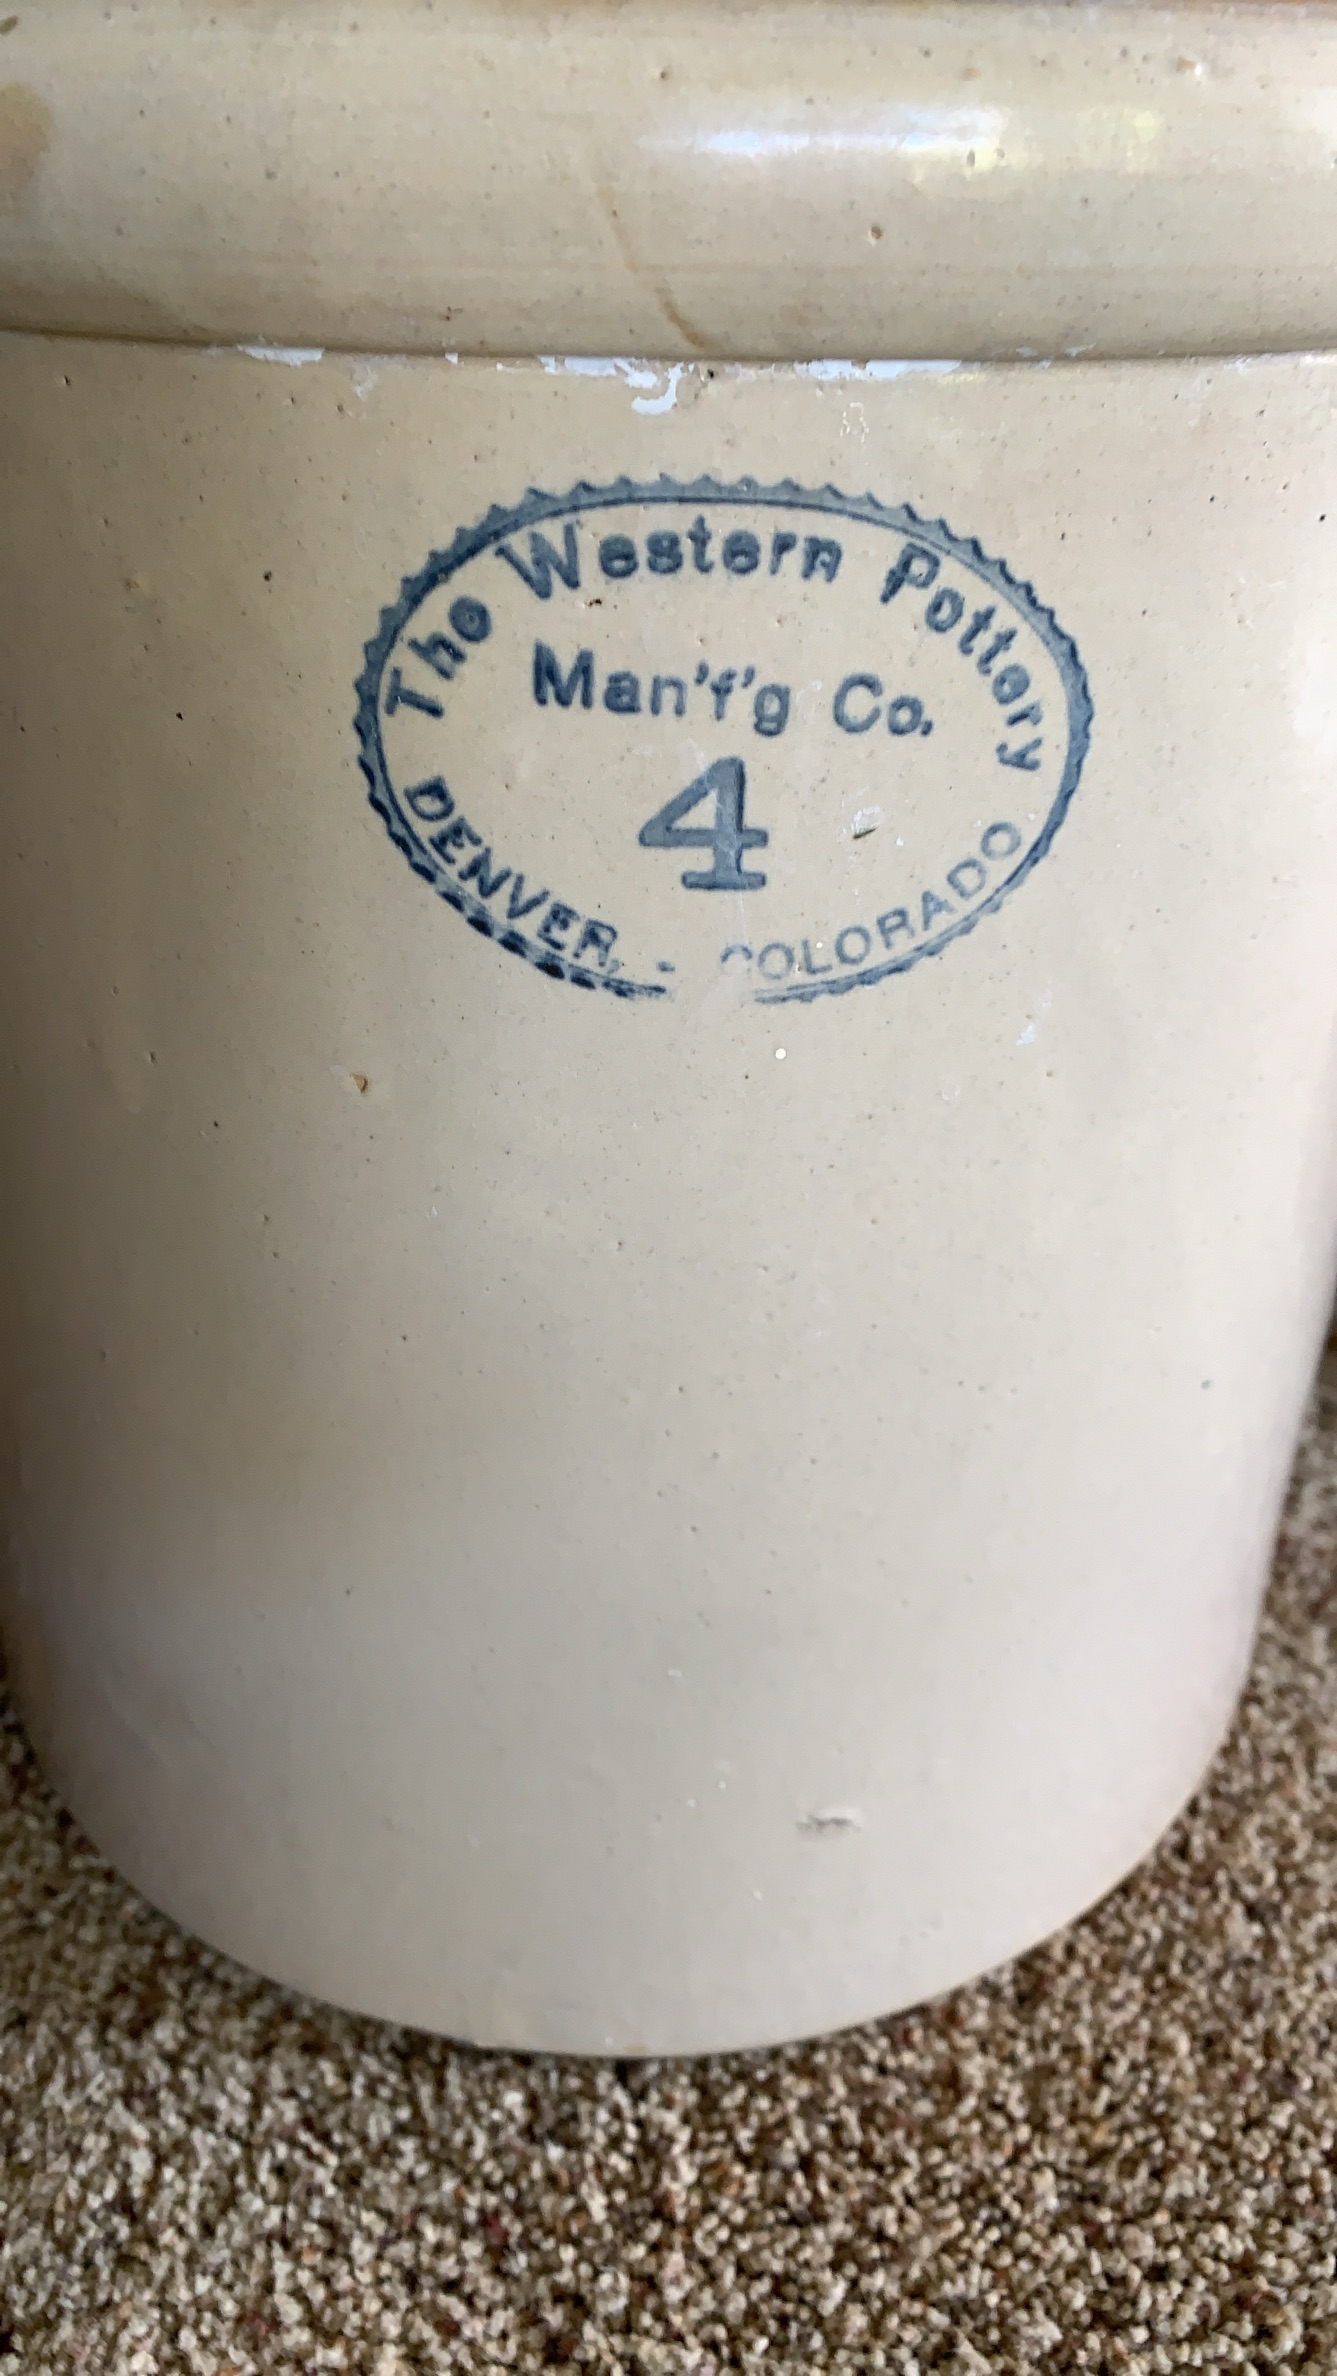 The Western Pottery
Man'f'g Co.
4
DENVER, - COLORADO